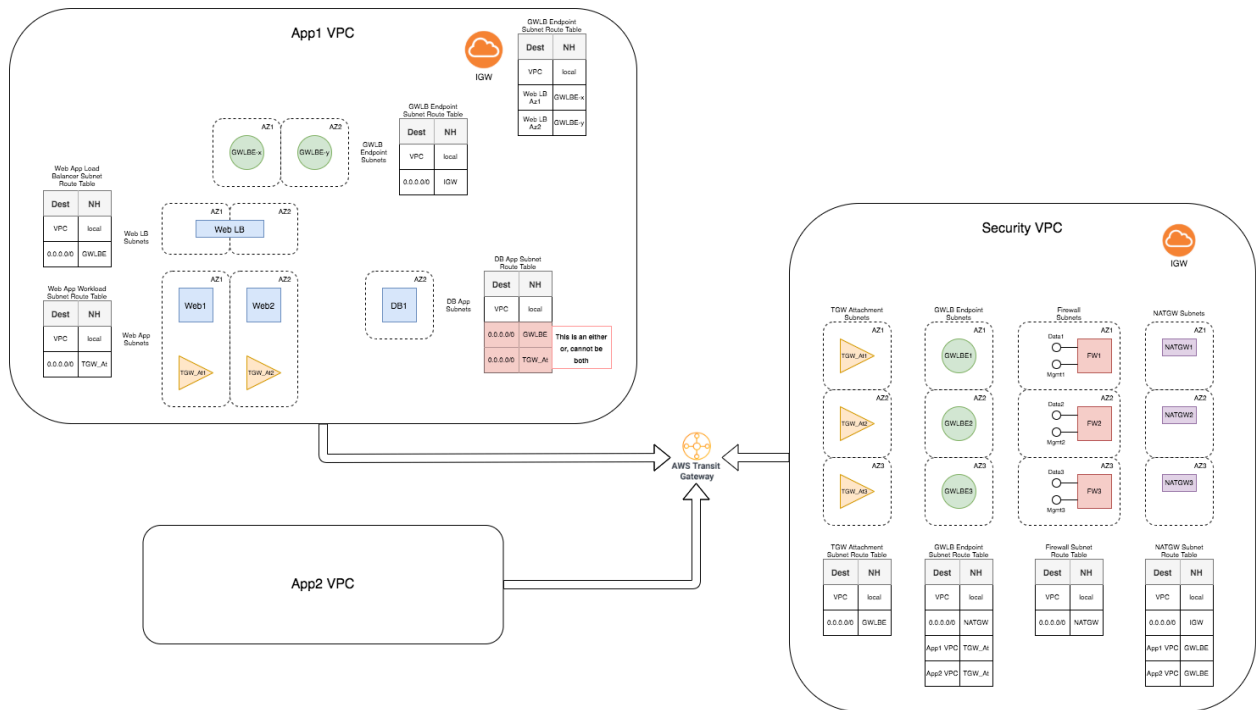 App1 VPC
IGW
GWLB Endpoint
Subnet Route Table
Dest NH
VPC local
Web LB
Az1
GWLBE-x
Web LB
Az2
GWLBE-y
AZ1
GWLBE-x
AZ2
GWLBE-y
GWLB
Endpoint
Subnets
GWLB Endpoint
Subnet Route Table
Dest NH
VPC local
0.0.0.0/0 IGW
Web App Load
Balancer Subnet
Route Table
Dest NH
VPC local
0.0.0.0/0 GWLBE
Web LB
Subnets
AZ1
AZ2
Web LB
Web App Workload
Subnet Route Table
Dest NH
VPC local
0.0.0.0/0 TGW_At
Web App
Subnets
AZ1
Web1
TGW_At1
AZ2
Web2
TGW_At2
AZ2
DB1
DB App
Subnets
DB App Subnet
Route Table
Dest NH
VPC local
0.0.0.0/0 GWLBE
0.0.0.0/0 TGW_At
This is an either
or, cannot be
both
AWS Transit
Gateway
App2 VPC
Security VPC
IGW
TGW Attachment
Subnets
AZ1
TGW_At1
AZ2
TGW_At2
AZ3
TGW_At3
GWLB Endpoint
Subnets
AZ1
GWLBE1
AZ2
GWLBE2
AZ3
GWLBE3
Firewall
Subnets
AZ1
Data1
Mgmt1
FW1
AZ2
Data2
Mgmt2
FW2
AZ3
Data3
Mgmt3
FW3
NATGW Subnets
AZ1
NATGW1
AZ2
NATGW2
AZ3
NATGW3
TGW Attachment
Subnet Route Table
Dest NH
VPC local
0.0.0.0/0 GWLBE
GWLB Endpoint
Subnet Route Table
Dest NH
VPC local
0.0.0.0/0 NATGW
App1 VPC TGW_At
App2 VPC TGW_At
Firewall Subnet
Route Table
Dest NH
VPC local
0.0.0.0/0 NATGW
NATGW Subnet
Route Table
Dest NH
VPC local
0.0.0.0/0 IGW
App1 VPC GWLBE
App2 VPC GWLBE